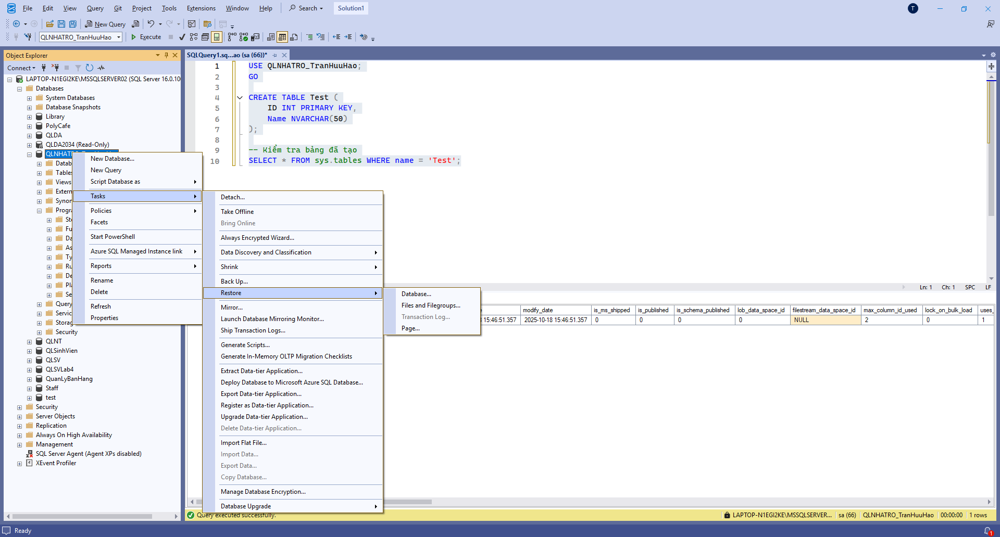 File Edit View Query Git Project Tools Extensions Window Help Search Solution1 T
New Query
QLNHATRO_TranHuuHao Execute
Object Explorer
Connect
LAPTOP-N1EGI2KE\MSSQLSERVER02 (SQL Server 16.0.10
Databases
System Databases
Database Snapshots
Library
PolyCafe
QLDA
QLDA2034 (Read-Only)
QLNHATR
Datab
Tables
Views
Extern
Synon
Progra
Sto
Fu
Da
As
Ty
Ru
De
Pla
Se
Query
Servic
Storag
Security
QLNT
QLSinhVien
QLSV
QLSVLab4
QuanLyBanHang
Staff
test
Security
Server Objects
Replication
Always On High Availability
Management
SQL Server Agent (Agent XPs disabled)
XEvent Profiler
New Database...
New Query
Script Database as
Tasks
Policies
Facets
Start PowerShell
Azure SQL Managed Instance link
Reports
Rename
Delete
Refresh
Properties
Detach...
Take Offline
Bring Online
Always Encrypted Wizard...
Data Discovery and Classification
Shrink
Back Up...
Restore
Mirror...
Launch Database Mirroring Monitor...
Ship Transaction Logs...
Generate Scripts...
Generate In-Memory OLTP Migration Checklists
Extract Data-tier Application...
Deploy Database to Microsoft Azure SQL Database...
Export Data-tier Application...
Register as Data-tier Application...
Upgrade Data-tier Application...
Delete Data-tier Application...
Import Flat File...
Import Data...
Export Data...
Copy Database...
Manage Database Encryption...
Database Upgrade
Database...
Files and Filegroups...
Transaction Log...
Page...
SQLQuery1.sq...ao (sa (66))*
1 USE QLNHATRO_TranHuuHao;
2 GO
3
4 CREATE TABLE Test (
5 ID INT PRIMARY KEY,
6 Name NVARCHAR(50)
7 );
8
9 -- Kiểm tra bảng đã tạo
10 SELECT * FROM sys.tables WHERE name = 'Test';
Ln: 1 Ch: 1 SPC LF
modify_date is_ms_shipped is_published is_schema_published lob_data_space_id filestream_data_space_id max_column_id_used lock_on_bulk_load uses_
15:46:51.357 2025-10-18 15:46:51.357 0 0 0 0 NULL 2 0 1
Query executed successfully. LAPTOP-N1EGI2KE\MSSQLSERVER... sa (66) QLNHATRO_TranHuuHao 00:00:00 1 rows
Ready 1